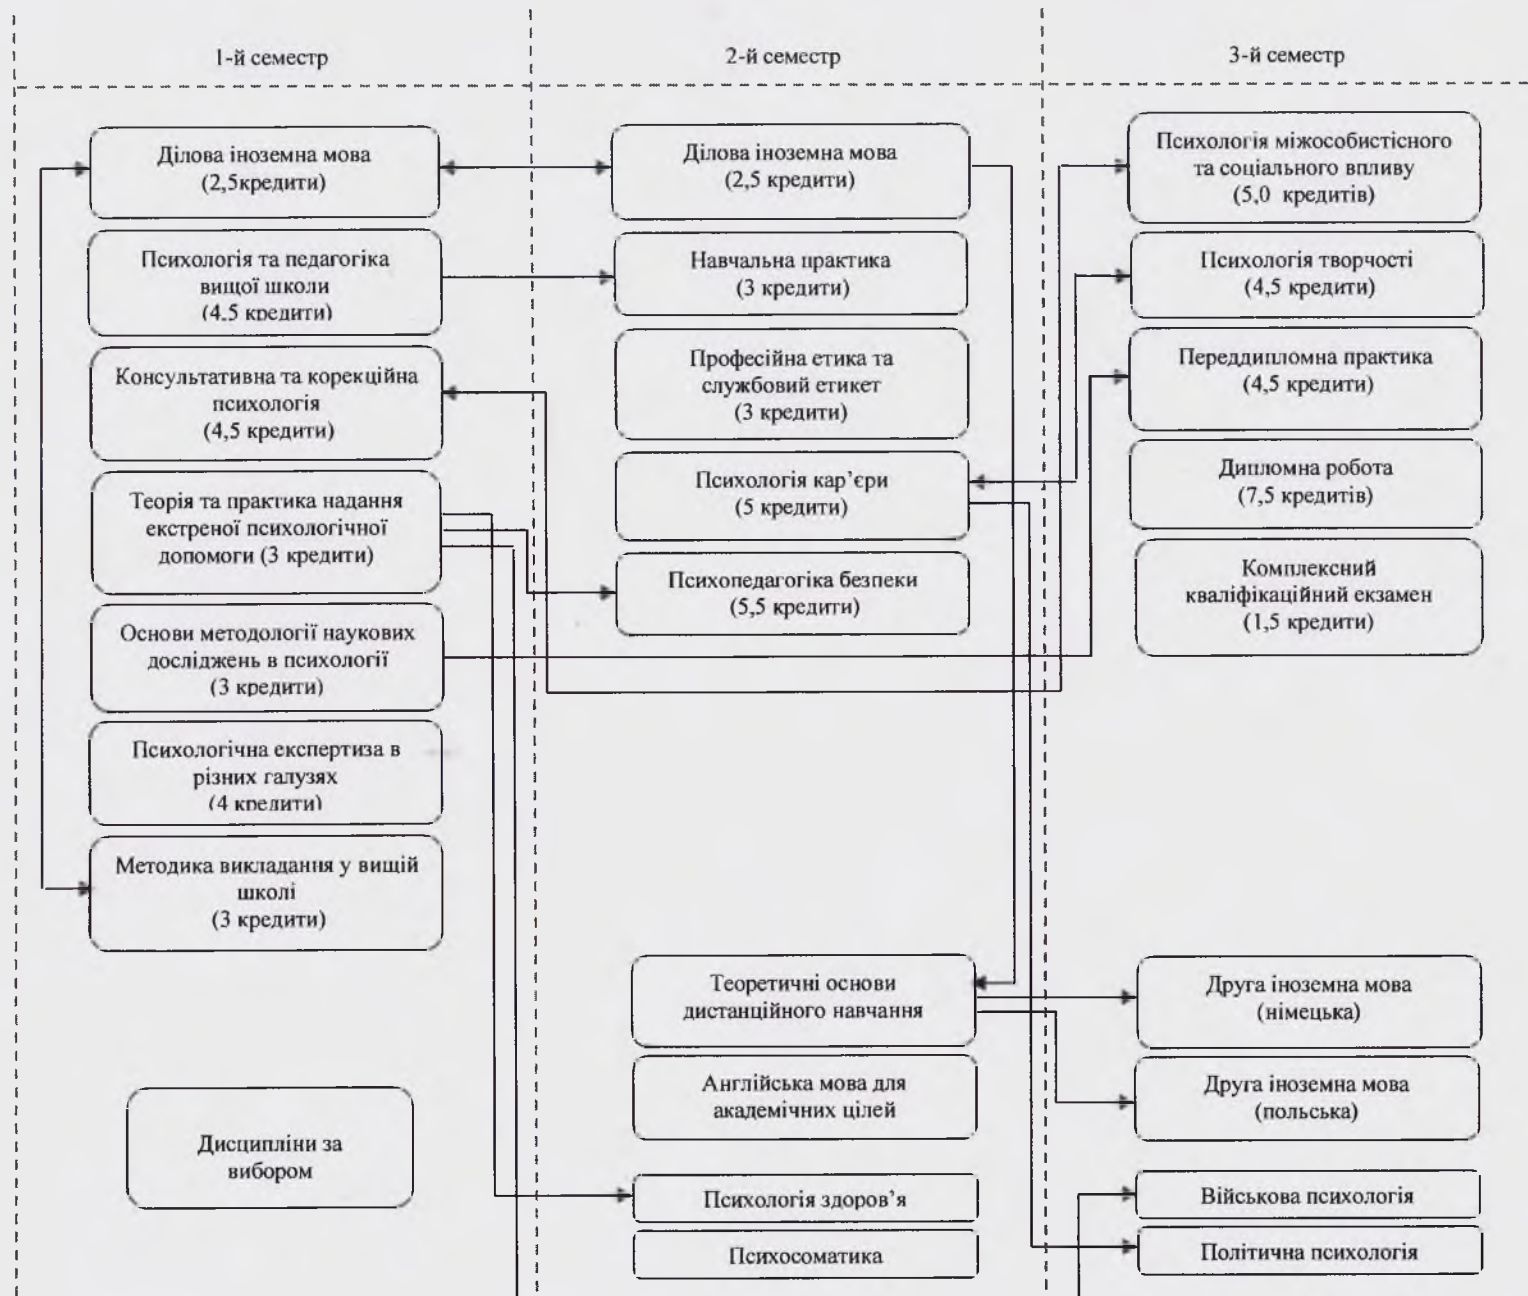 1-й семестр
2-й семестр
3-й семестр
Ділова іноземна мова
(2,5кредити)
Психологія та педагогіка
вищої школи
(4,5 кредити)
Консультативна та корекційна
психологія
(4,5 кредити)
Теорія та практика надання
екстреної психологічної
допомоги (3 кредити)
Основи методології наукових
досліджень в психології
(3 кредити)
Психологічна експертиза в
різних галузях
(4 кредити)
Методика викладання у вищій
школі
(3 кредити)
Дисципліни за
вибором
Ділова іноземна мова
(2,5 кредити)
Навчальна практика
(3 кредити)
Професійна етика та
службовий етикет
(3 кредити)
Психологія кар’єри
(5 кредити)
Психопедагогіка безпеки
(5,5 кредити)
Теоретичні основи
дистанційного навчання
Англійська мова для
академічних цілей
Психологія здоров’я
Психосоматика
Психологія міжособистісного
та соціального впливу
(5,0 кредитів)
Психологія творчості
(4,5 кредити)
Переддипломна практика
(4,5 кредити)
Дипломна робота
(7,5 кредитів)
Комплексний
кваліфікаційний екзамен
(1,5 кредити)
Друга іноземна мова
(німецька)
Друга іноземна мова
(польська)
Військова психологія
Політична психологія